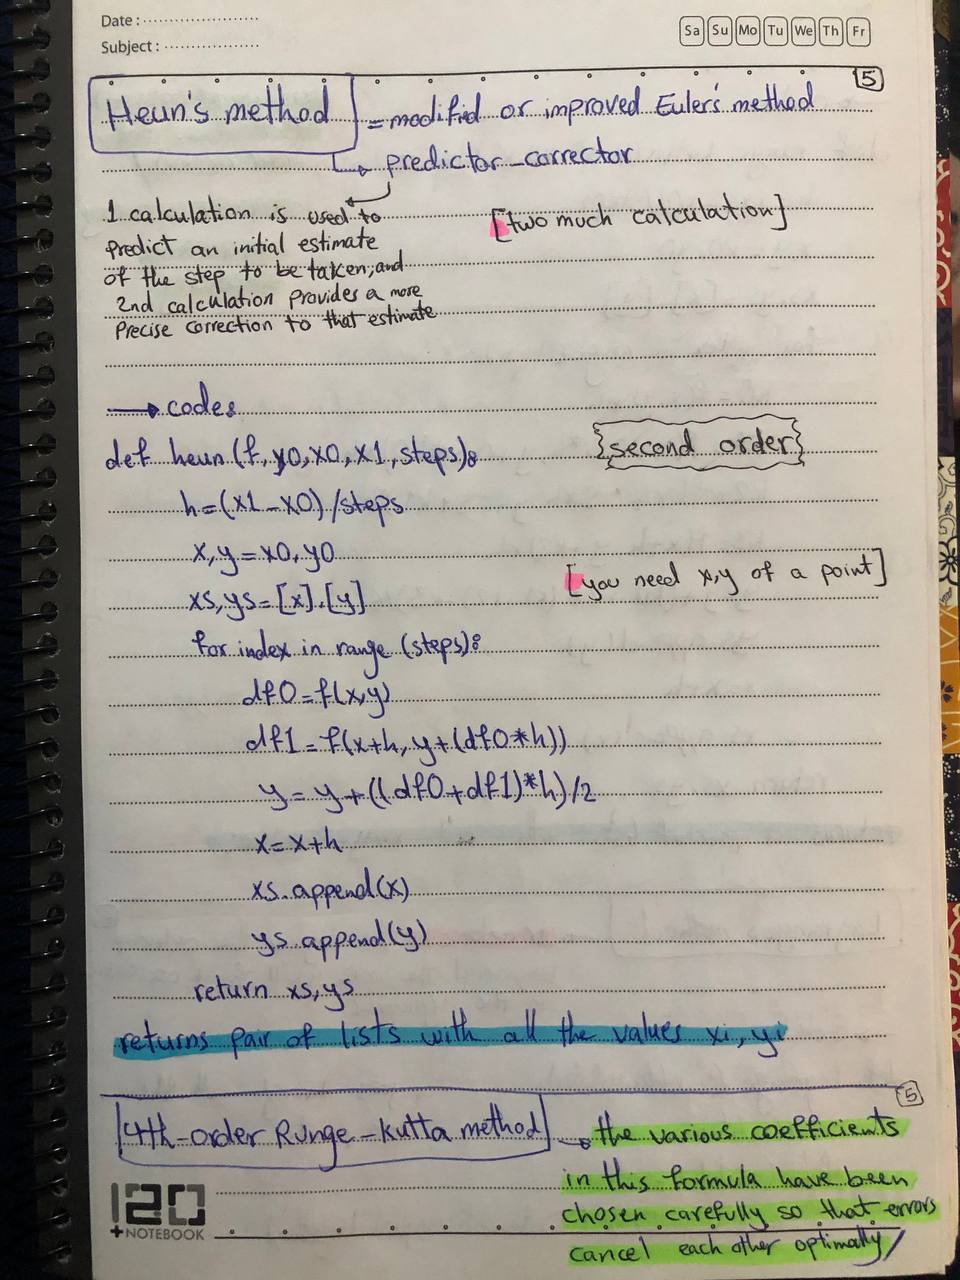 Date :
Subject :
Sa Su Mo Tu We Th Fr
5
Heun's method = modified or improved Euler's method
predictor-corrector
1 calculation is used to
predict an initial estimate
of the step to be taken, and
2nd calculation provides a more
Precise correction to that estimate
[two much calculation]
codes
def heun(f, y0, x0, x1, steps):
second order
h=(x1-x0)/steps
x,y=x0,y0
[you need x,y of a point]
xs,ys=[x],[y]
for index in range (steps):
df0=f(x,y)
df1=f(x+h, y+(df0*h))
y=y+((df0+df1)*h)/2
x=x+h
xs.append(x)
ys.append(y)
return xs,ys
returns pair of lists with all the values xi, yi
5
4th-order Runge-Kutta method
the various coefficients
in this formula have been
chosen carefully so that errors
cancel each other optimally
120
+NOTEBOOK